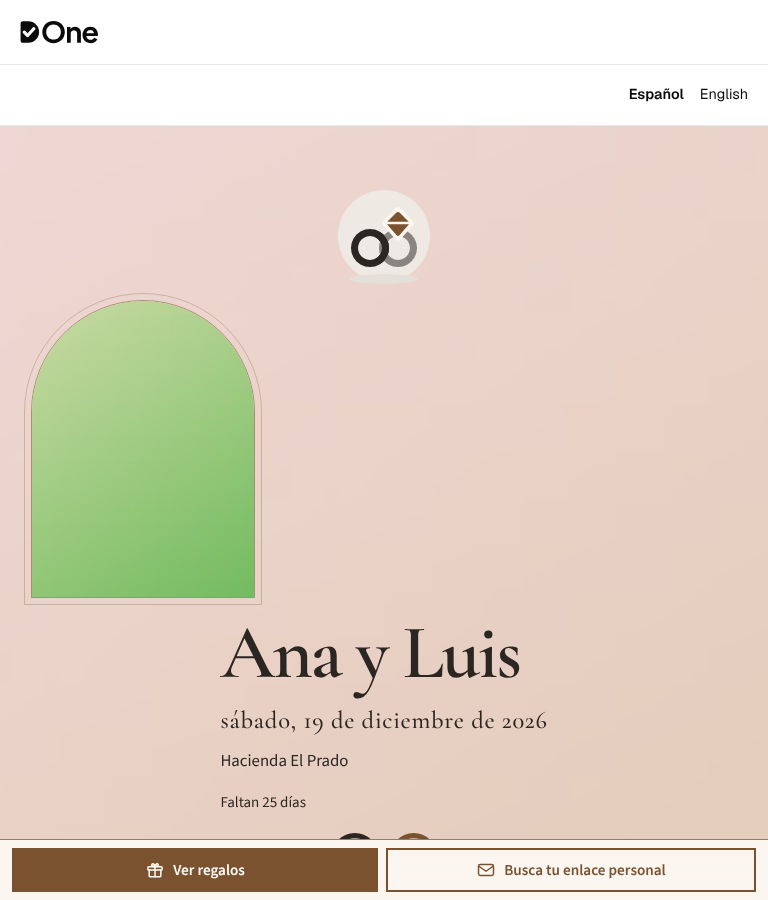 One
Español English
Ana y Luis
sábado, 19 de diciembre de 2026
Hacienda El Prado
Faltan 25 días
Ver regalos
Busca tu enlace personal